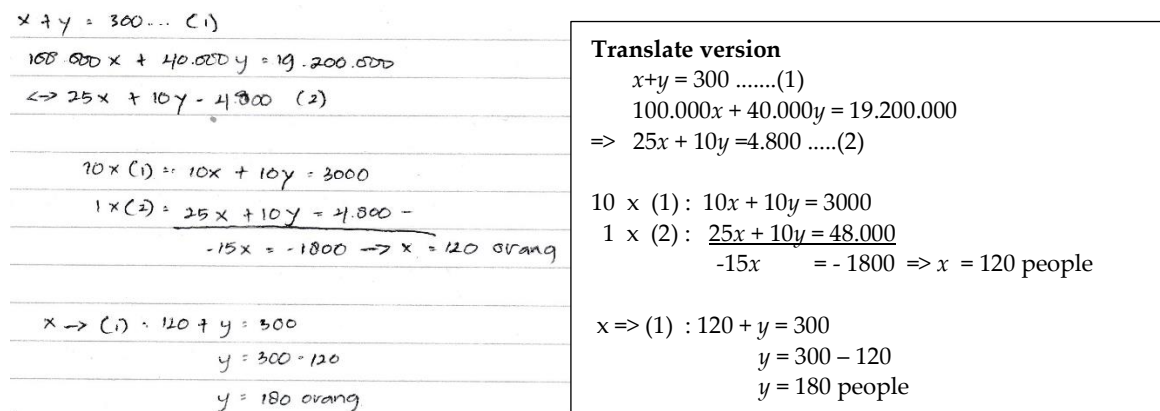 x + y = 300 ... (1)
100.000 x + 40.000 y = 19.200.000
<-> 25x + 10y = 4.800 (2)
10 x (1) = 10x + 10y = 3000
1 x (2) = 25x + 10y = 4.800 -
-15x = -1800 -> x = 120 orang
x -> (1) = 120 + y = 300
y = 300 - 120
y = 180 orang
Translate version
x+y = 300 .......(1)
100.000x + 40.000y = 19.200.000
=> 25x + 10y =4.800 .....(2)
10 x (1) : 10x + 10y = 3000
1 x (2) : 25x + 10y = 48.000
-15x = - 1800 => x = 120 people
x => (1) : 120 + y = 300
y = 300 – 120
y = 180 people